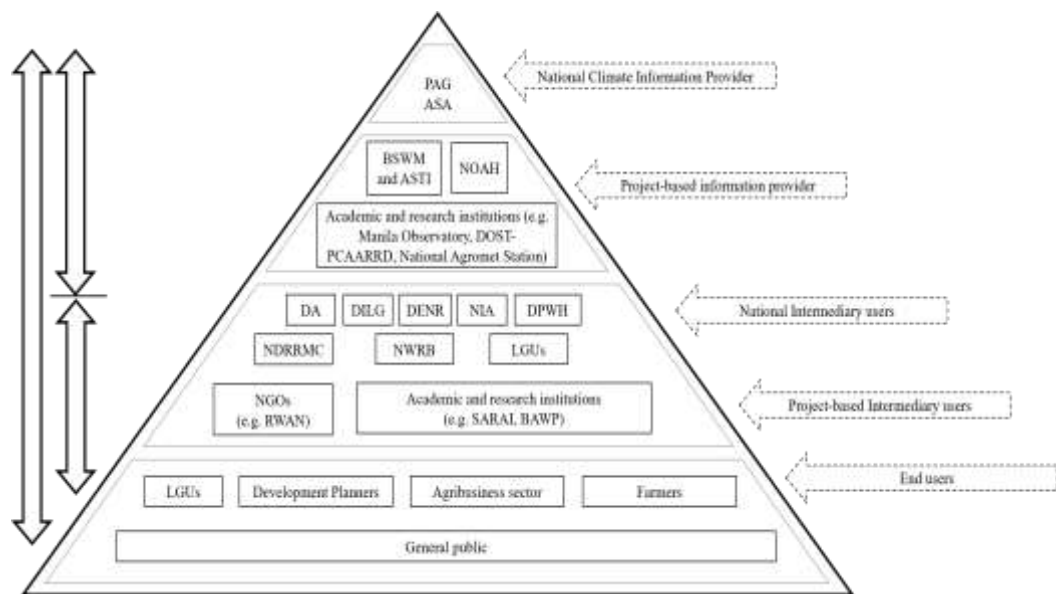 PAG
ASA
National Climate Information Provider
BSWM
and ASTI
NOAH
Project-based information provider
Academic and research institutions (e.g.
Manila Observatory, DOST-
PCAARRD, National Agromet Station)
DA
DILG
DENR
NIA
DPWH
National Intermediary users
NDRRMC
NWRB
LGUs
NGOs
(e.g. RWAN)
Academic and research institutions
(e.g. SARAI, BAWP)
Project-based Intermediary users
End users
LGUs
Development Planners
Agribusiness sector
Farmers
General public